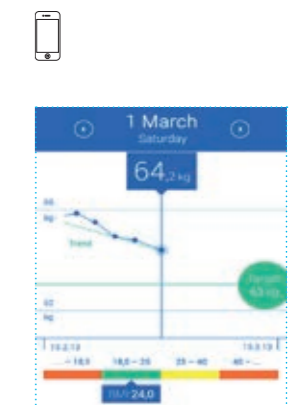 1 March
Saturday
64,2 kg
66
kg
Trend
Target
63 kg
62
kg
... – 18,5
18,5 – 25
25 – 40
40 – ...
BMI 24,0